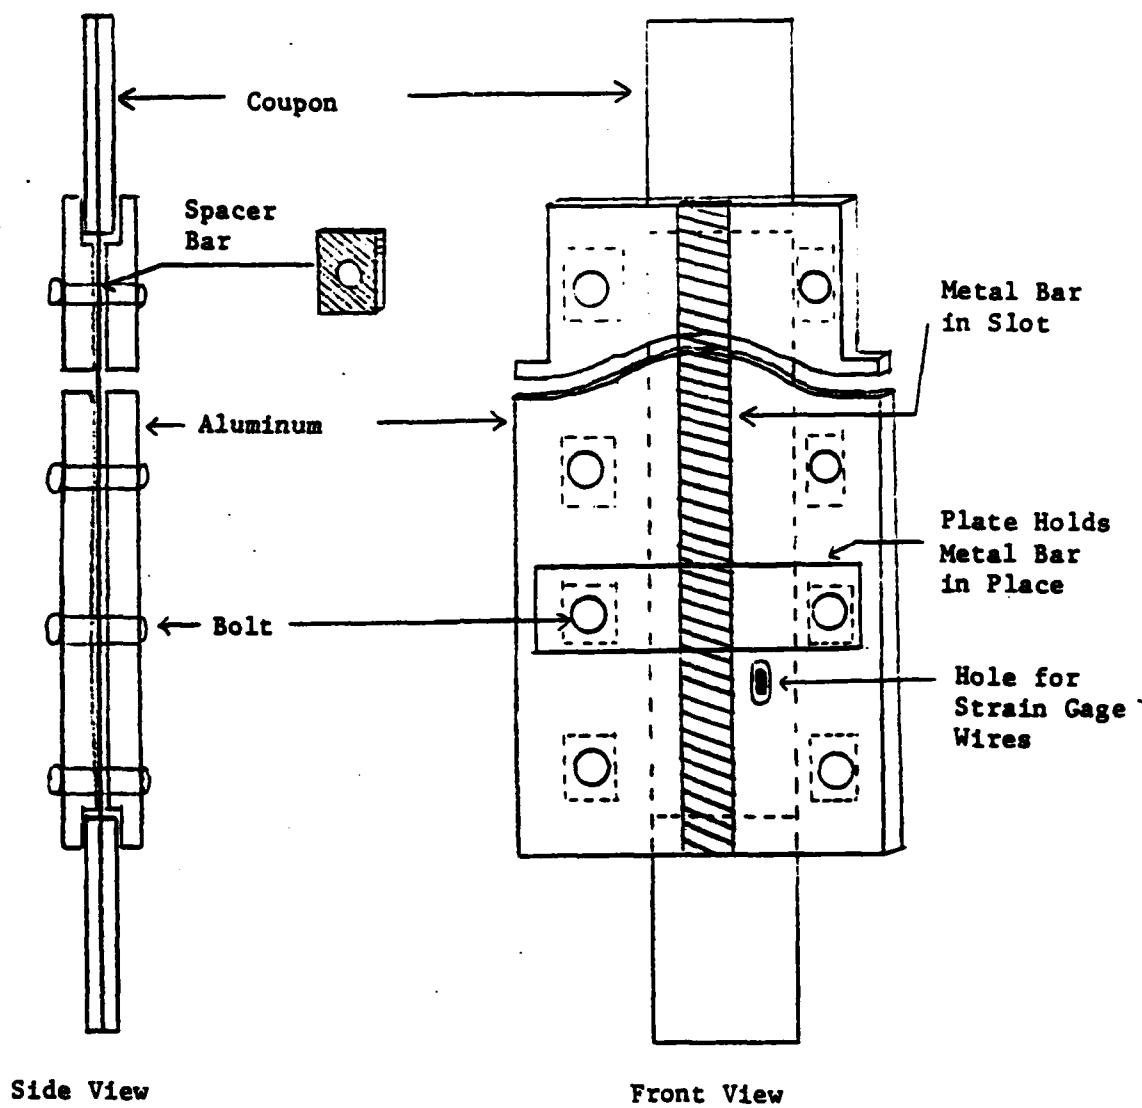 Coupon
Spacer
Bar
Metal Bar
in Slot
Aluminum
Plate Holds
Metal Bar
in Place
Bolt
Hole for
Strain Gage
Wires
Side View
Front View